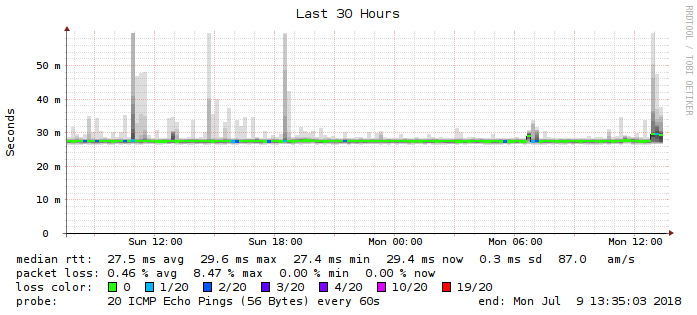 Last 30 Hours
RRDTOOL / TOBI OETIKER
Seconds
50 m
40 m
30 m
20 m
10 m
0
Sun 12:00 Sun 18:00 Mon 00:00 Mon 06:00 Mon 12:00
median rtt: 27.5 ms avg 29.6 ms max 27.4 ms min 29.4 ms now 0.3 ms sd 87.0 am/s
packet loss: 0.46 % avg 8.47 % max 0.00 % min 0.00 % now
loss color: 0 1/20 2/20 3/20 4/20 10/20 19/20
probe: 20 ICMP Echo Pings (56 Bytes) every 60s end: Mon Jul 9 13:35:03 2018